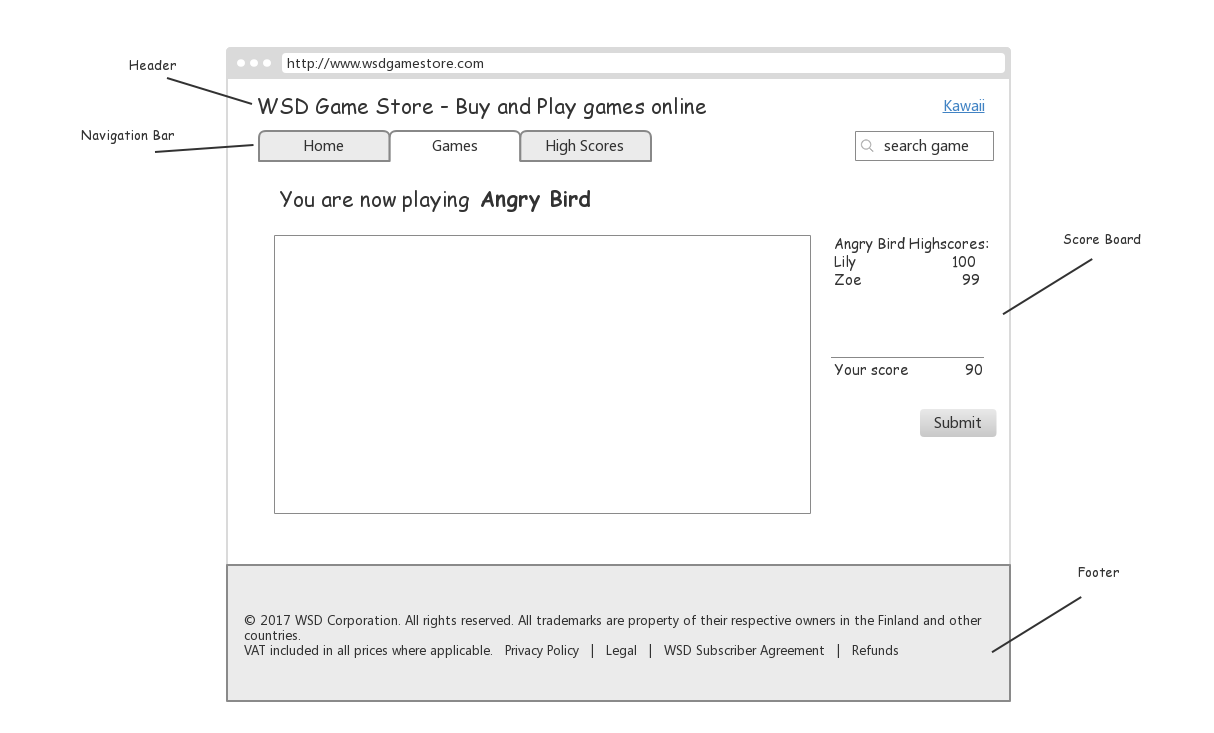 http://www.wsdgamestore.com
Header
WSD Game Store - Buy and Play games online
Kawaii
Navigation Bar
Home Games High Scores
search game
You are now playing Angry Bird
Score Board
Angry Bird Highscores:
Lily 100
Zoe 99
Your score 90
Submit
Footer
© 2017 WSD Corporation. All rights reserved. All trademarks are property of their respective owners in the Finland and other
countries.
VAT included in all prices where applicable. Privacy Policy | Legal | WSD Subscriber Agreement | Refunds